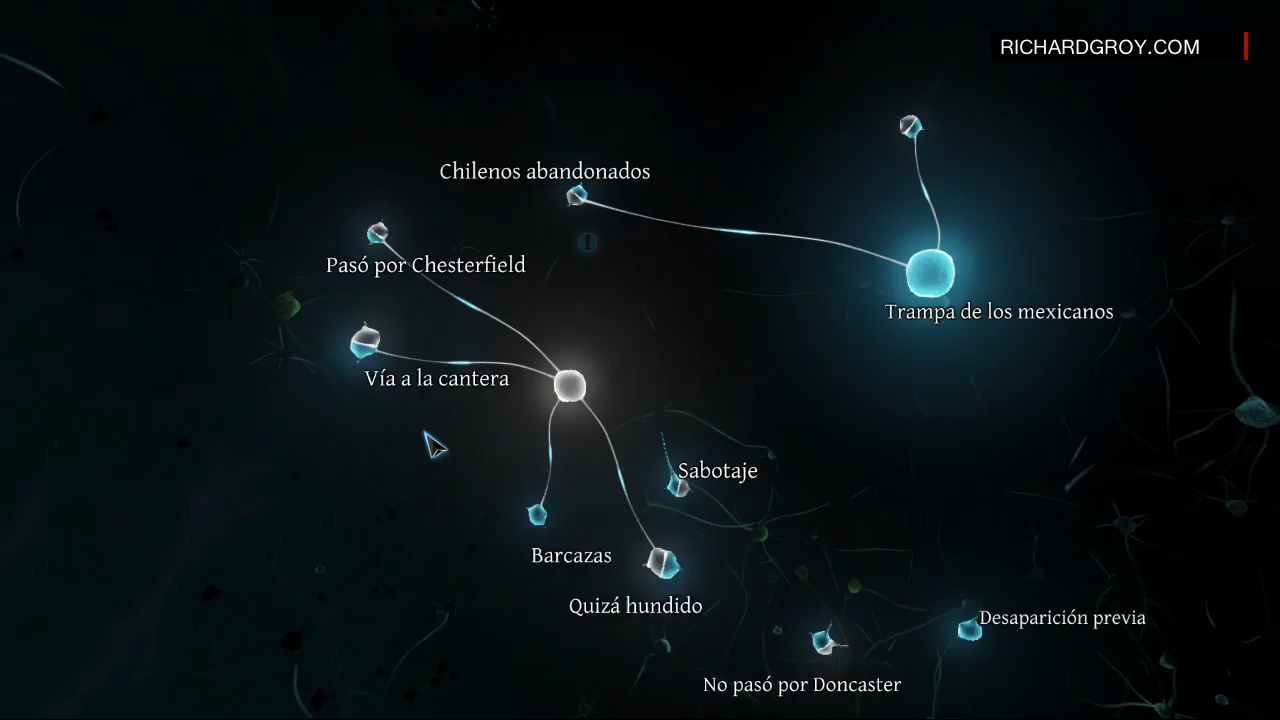 RICHARDGROY.COM
Chilenos abandonados
Pasó por Chesterfield
Trampa de los mexicanos
Vía a la cantera
Sabotaje
Barcazas
Quizá hundido
Desaparición previa
No pasó por Doncaster